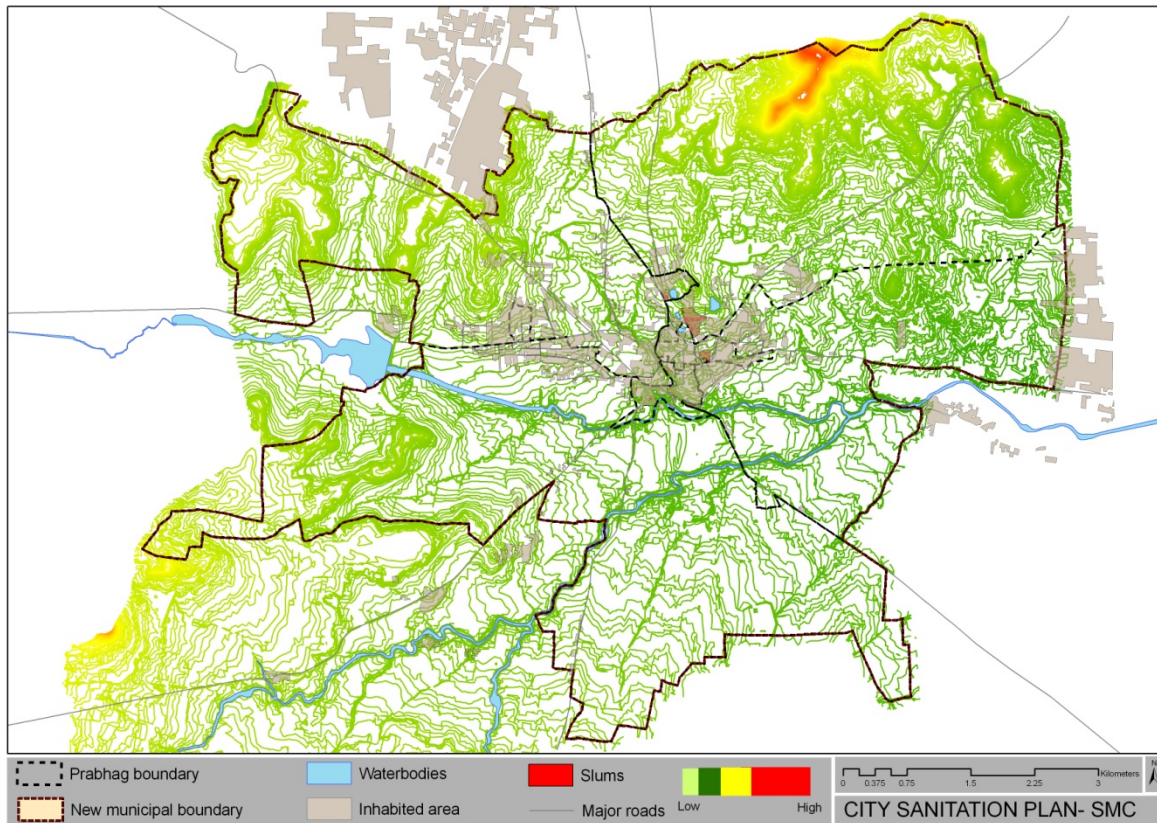 Prabhag boundary
Waterbodies
Slums
New municipal boundary
Inhabited area
Major roads
Low High
Kilometers
0 0.375 0.75 1.5 2.25 3
N
CITY SANITATION PLAN- SMC